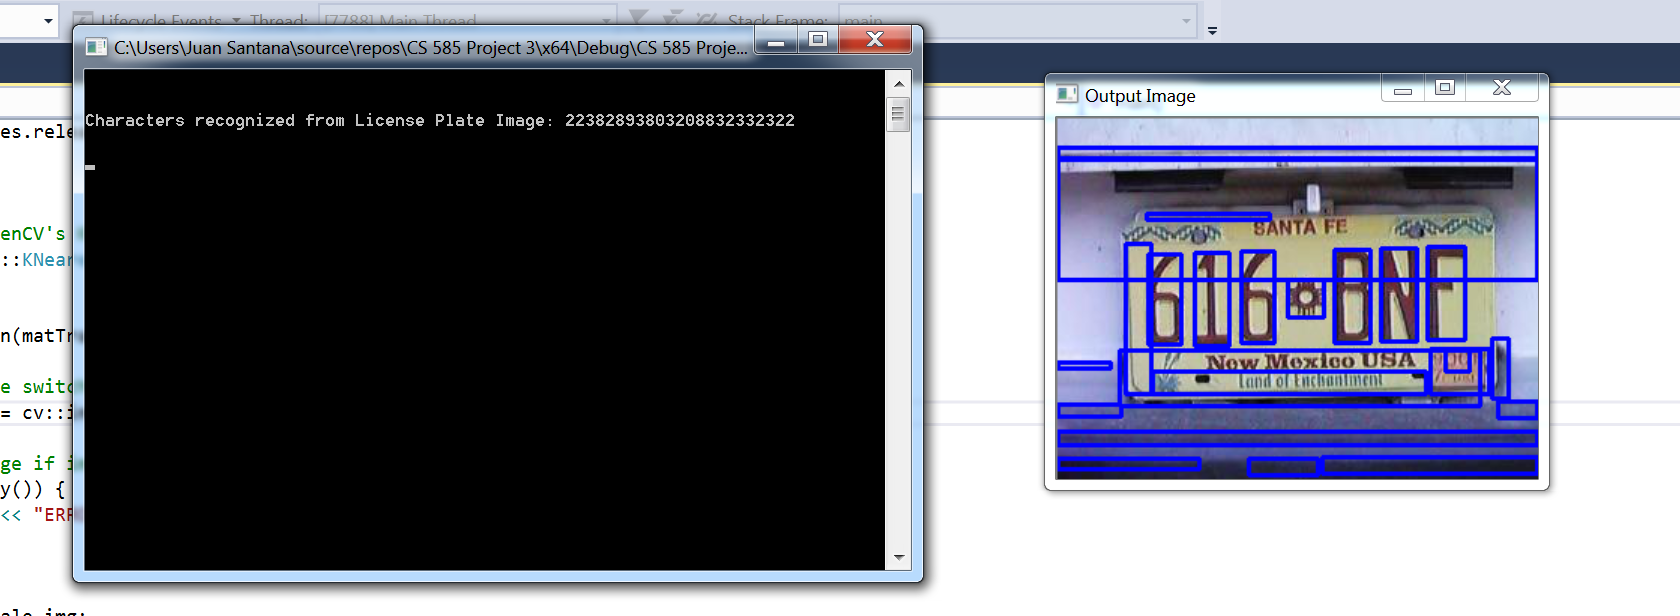 Lifecycle Events Thread: [7788] Main Thread Stack Frame: main
C:\Users\Juan Santana\source\repos\CS 585 Project 3\x64\Debug\CS 585 Proje...
Characters recognized from License Plate Image: 22382893803208832332322
es.rele
enCV's
::KNear
n(matTr
e switc
= cv::i
ge if i
y()) {
<< "ERR
ale img;
Output Image
SANTA FE
616 BNF
New Mexico USA
Land of Enchantment